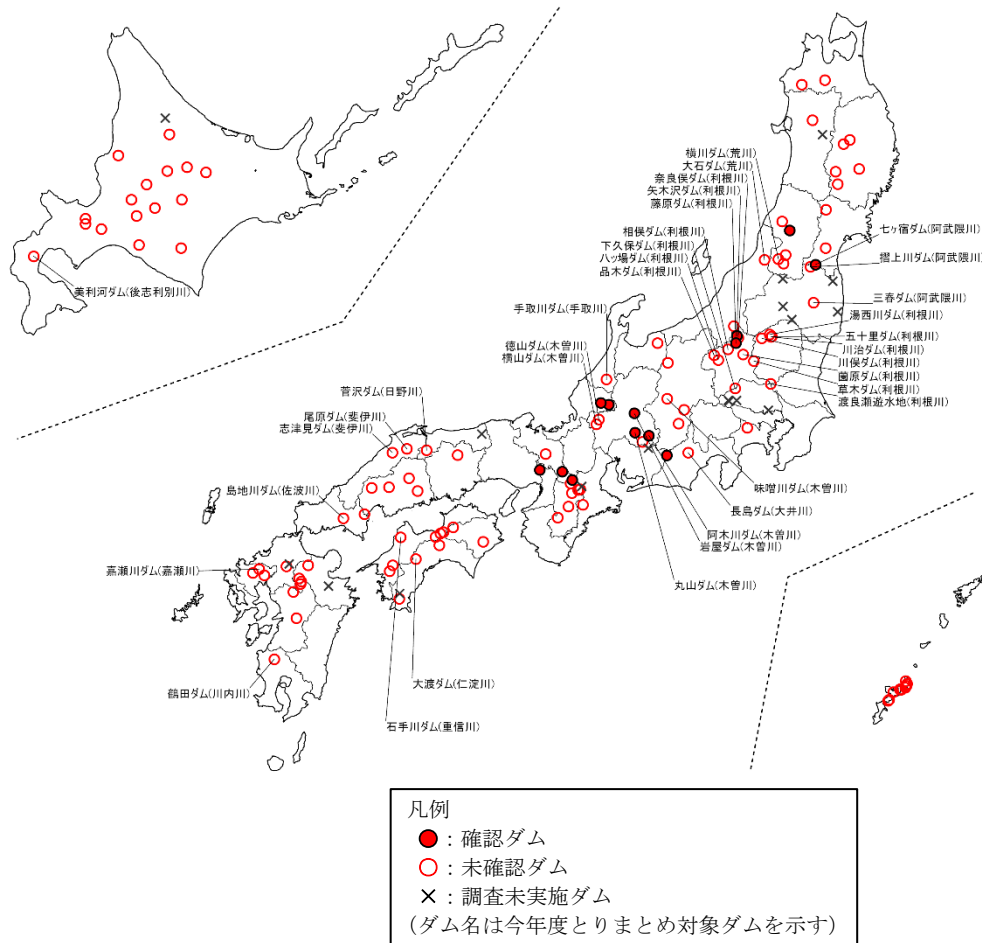 横川ダム(荒川)
大石ダム(荒川)
奈良俣ダム(利根川)
矢木沢ダム(利根川)
藤原ダム(利根川)
相俣ダム(利根川)
下久保ダム(利根川)
八ッ場ダム(利根川)
品木ダム(利根川)
手取川ダム(手取川)
徳山ダム(木曽川)
横山ダム(木曽川)
菅沢ダム(日野川)
尾原ダム(斐伊川)
志津見ダム(斐伊川)
島地川ダム(佐波川)
嘉瀬川ダム(嘉瀬川)
鶴田ダム(川内川)
美利河ダム(後志利別川)
七ヶ宿ダム(阿武隈川)
摺上川ダム(阿武隈川)
三春ダム(阿武隈川)
湯西川ダム(利根川)
五十里ダム(利根川)
川治ダム(利根川)
川俣ダム(利根川)
薗原ダム(利根川)
草木ダム(利根川)
渡良瀬遊水地(利根川)
味噌川ダム(木曽川)
長島ダム(大井川)
阿木川ダム(木曽川)
岩屋ダム(木曽川)
丸山ダム(木曽川)
大渡ダム(仁淀川)
石手川ダム(重信川)
凡例
●：確認ダム
○：未確認ダム
×：調査未実施ダム
(ダム名は今年度とりまとめ対象ダムを示す)